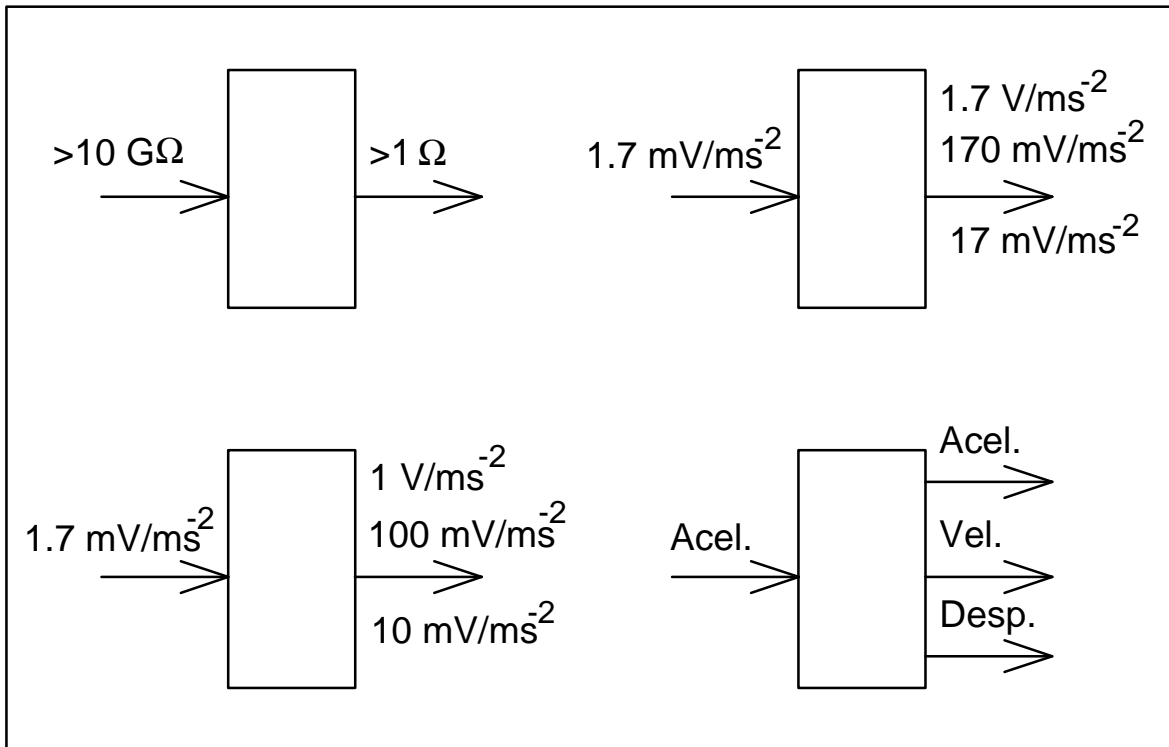 >10 GΩ
>1 Ω
1.7 mV/ms-2
1.7 V/ms-2
170 mV/ms-2
17 mV/ms-2
1.7 mV/ms-2
1 V/ms-2
100 mV/ms-2
10 mV/ms-2
Acel.
Acel.
Vel.
Desp.